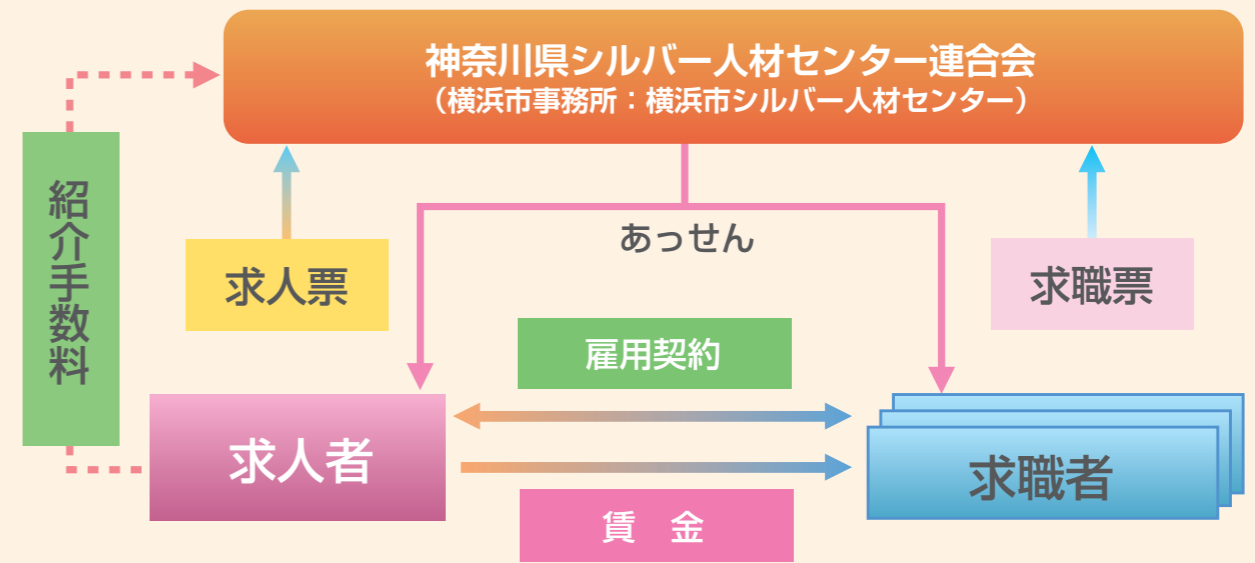 神奈川県シルバー人材センター連合会
（横浜市事務所：横浜市シルバー人材センター）
紹介手数料
求人票
あっせん
求職票
雇用契約
求人者
求職者
賃　金